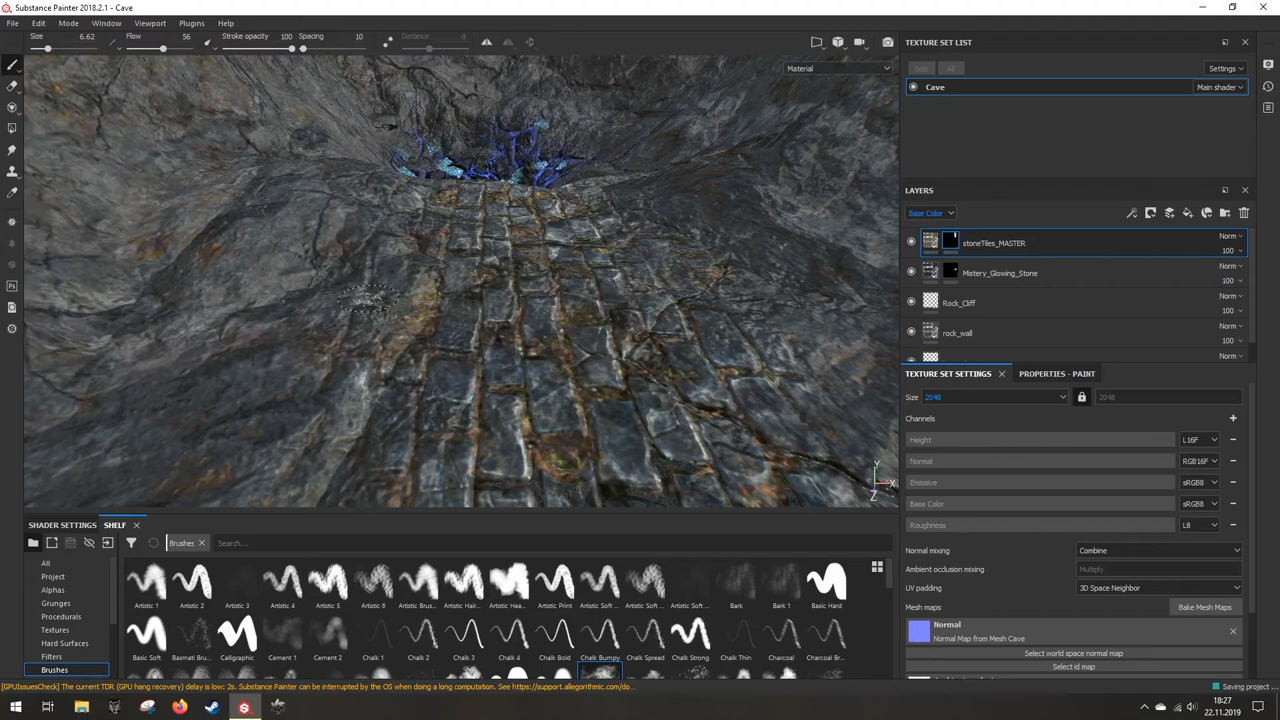 Substance Painter 2018.2.1 - Cave
File Edit Mode Window Viewport Plugins Help
Size 6.62 Flow 56 Stroke opacity 100 Spacing 10 Distance 8
Material
TEXTURE SET LIST
Solo All Settings
Cave Main shader
LAYERS
Base Color
stoneTiles_MASTER Norm 100
Mistery_Glowing_Stone Norm 100
Rock_Cliff Norm 100
rock_wall Norm 100
Norm
TEXTURE SET SETTINGS PROPERTIES - PAINT
Size 2048 2048
Channels
Height L16F
Normal RGB16F
Emissive sRGB8
Base Color sRGB8
Roughness L8
Normal mixing Combine
Ambient occlusion mixing Multiply
UV padding 3D Space Neighbor
Mesh maps Bake Mesh Maps
Normal
Normal Map from Mesh Cave
Select world space normal map
Select id map
Y
X
Z
SHADER SETTINGS SHELF
Brushes Search...
All
Project
Alphas
Grunges
Procedurals
Textures
Hard Surfaces
Filters
Brushes
Artistic 1 Artistic 2 Artistic 3 Artistic 4 Artistic 5 Artistic 6 Artistic Brus... Artistic Hair... Artistic Hea... Artistic Print Artistic Soft ... Artistic Soft ... Artistic Soft ... Bark Bark 1 Basic Hard
Basic Soft Basmati Bru... Calligraphic Cement 1 Cement 2 Chalk 1 Chalk 2 Chalk 3 Chalk 4 Chalk Bold Chalk Bumpy Chalk Spread Chalk Strong Chalk Thin Charcoal Charcoal Br...
[GPUIssuesCheck] The current TDR (GPU hang recovery) delay is low: 2s. Substance Painter can be interrupted by the OS when doing a long computation. See https://support.allegorithmic.com/do...
Saving project ...
18:27
22.11.2019